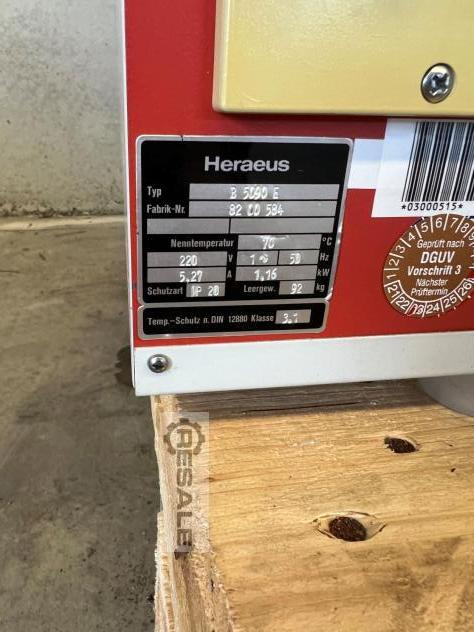 Heraeus
Typ B 5090 E
Fabrik-Nr. 82 00 584
Nenntemperatur 70 °C
220 V 1 50 Hz
5,27 A 1,16 kW
Schutzart IP 20 Leergew. 92 kg
Temp.-Schutz n. DIN 12880 Klasse 3.1
*03000515*
Geprüft nach
DGUV
Vorschrift 3
Nächster
Prüftermin
RESALE